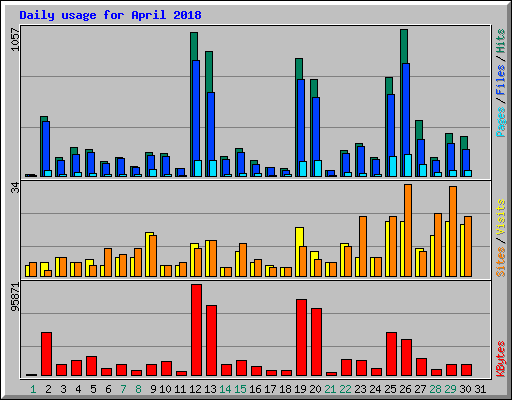 Daily usage for April 2018
1057
Pages / Files / Hits
34
Sites / Visits
95871
KBytes
1 2 3 4 5 6 7 8 9 10 11 12 13 14 15 16 17 18 19 20 21 22 23 24 25 26 27 28 29 30 31